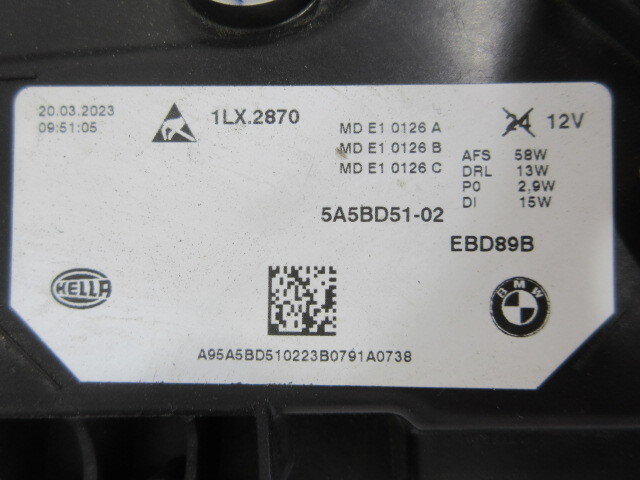 20.03.2023
09:51:05
1LX.2870
MD E1 0126 A
MD E1 0126 B
MD E1 0126 C
24 12V
AFS 58W
DRL 13W
PO 2,9W
DI 15W
5A5BD51-02
EBD89B
HELLA
BMW
A95A5BD510223B0791A0738